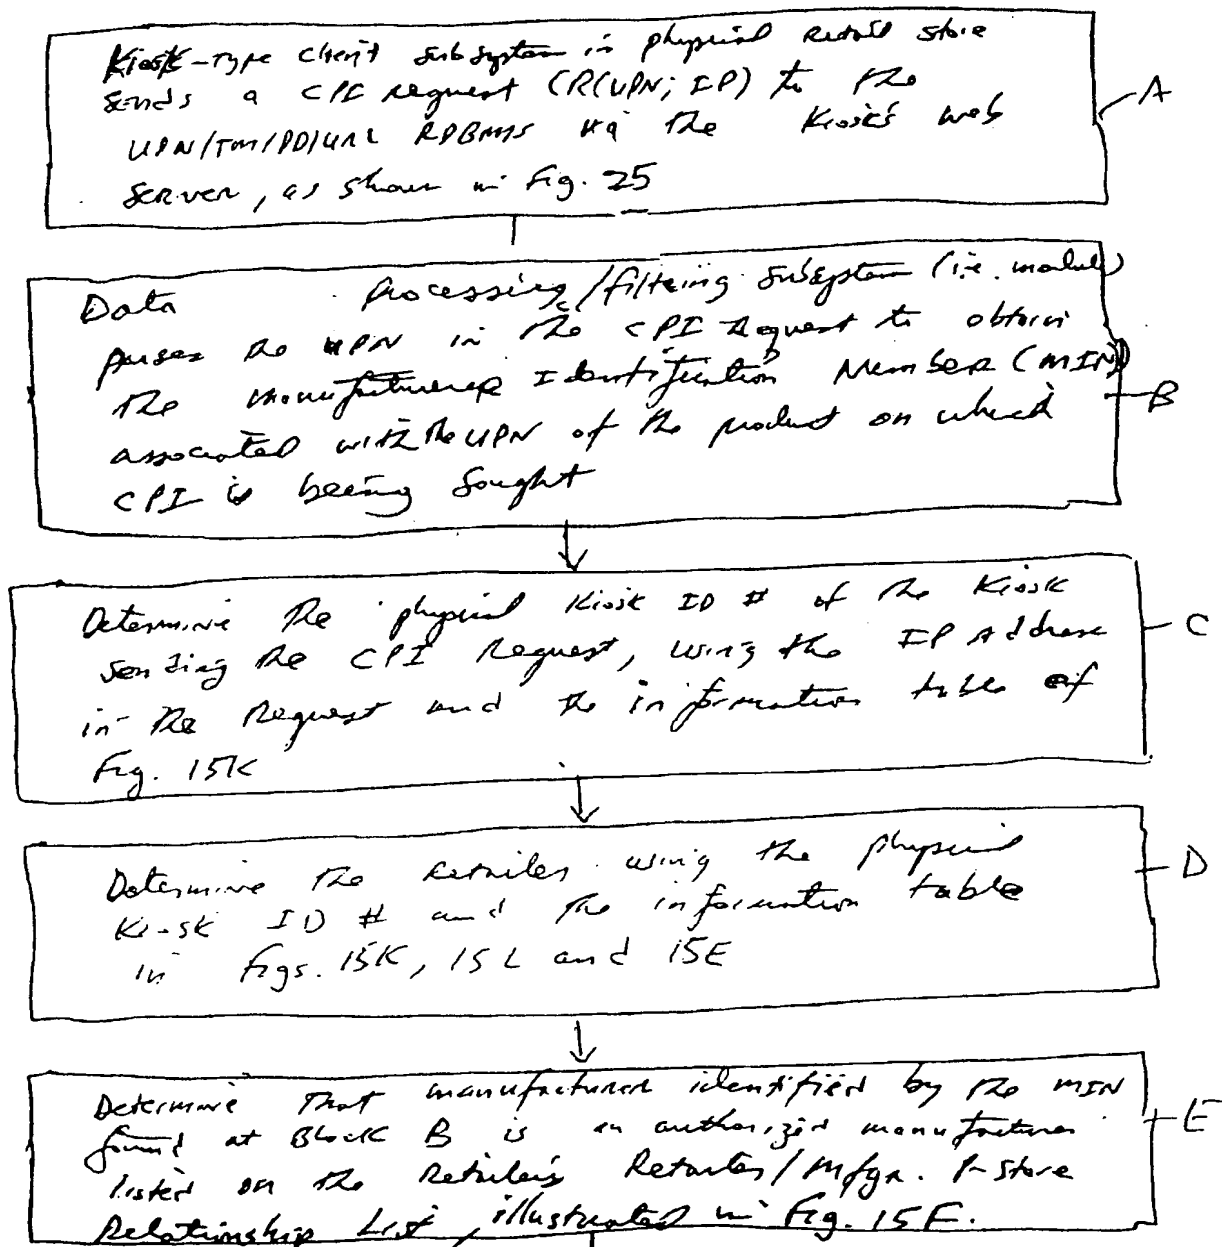 Kiosk-type client subsystem in physical retail store
sends a CPI request (R(UPN; IP) to the
UPN/TM/PD/URL RDBMS via the Kiosk's web
server, as shown in Fig. 25
A
Data processing/filtering subsystem (i.e. module)
parses the UPN in the CPI request to obtain
the "manufacturer Identification Number" (MIN)
associated with the UPN of the product on which
CPI is being sought
B
Determine the physical Kiosk ID # of the Kiosk
sending the CPI Request, using the IP Address
in the Request and the information table of
Fig. 15K
C
Determine the retailer using the physical
Kiosk ID # and the information table
in Figs. 15K, 15L and 15E
D
Determine that manufacturer identified by the MIN
found at Block B is an authorized manufacturer
listed on the Retailer's Retailer/Mfgr. P-Store
Relationship List, illustrated in Fig. 15F.
E